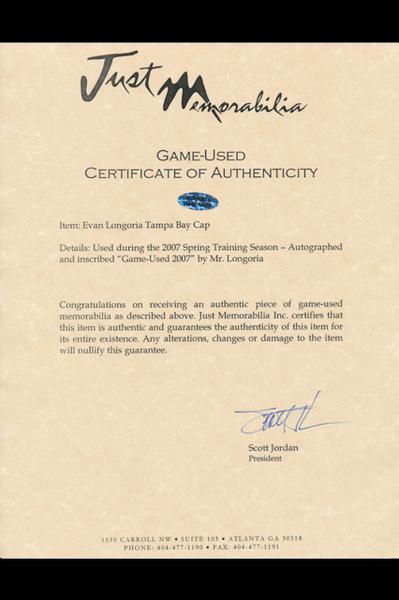 Just
Memorabilia
GAME-USED
CERTIFICATE OF AUTHENTICITY
Item: Evan Longoria Tampa Bay Cap
Details: Used during the 2007 Spring Training Season – Autographed
and inscribed “Game-Used 2007” by Mr. Longoria
Congratulations on receiving an authentic piece of game-used
memorabilia as described above. Just Memorabilia Inc. certifies that
this item is authentic and guarantees the authenticity of this item for
its entire existence. Any alterations, changes or damage to the item
will nullify this guarantee.
Scott Jordan
President
1530 CARROLL NW • SUITE 103 • ATLANTA GA 30318
PHONE: 404-477-1190 • FAX: 404-477-1191